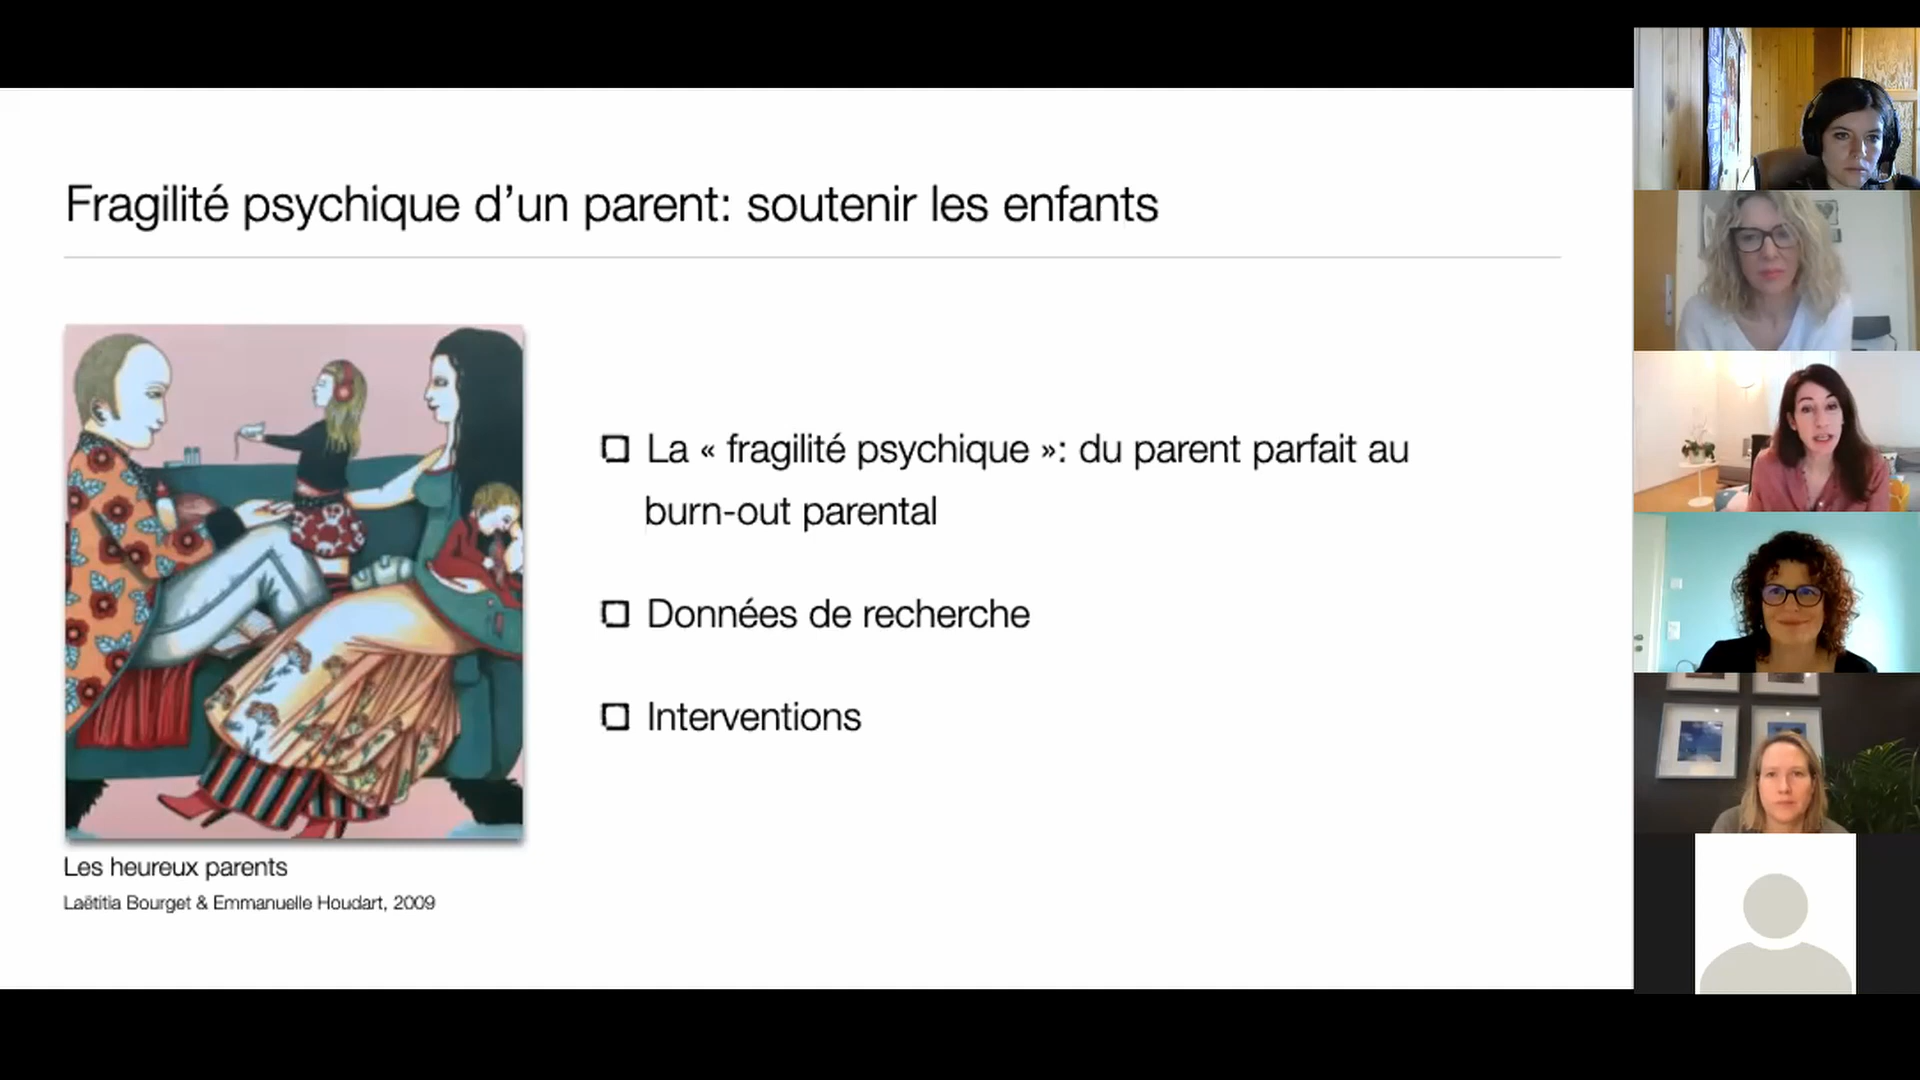 Fragilité psychique d’un parent: soutenir les enfants
La « fragilité psychique »: du parent parfait au
burn-out parental
Données de recherche
Interventions
Les heureux parents
Laëtitia Bourget & Emmanuelle Houdart, 2009